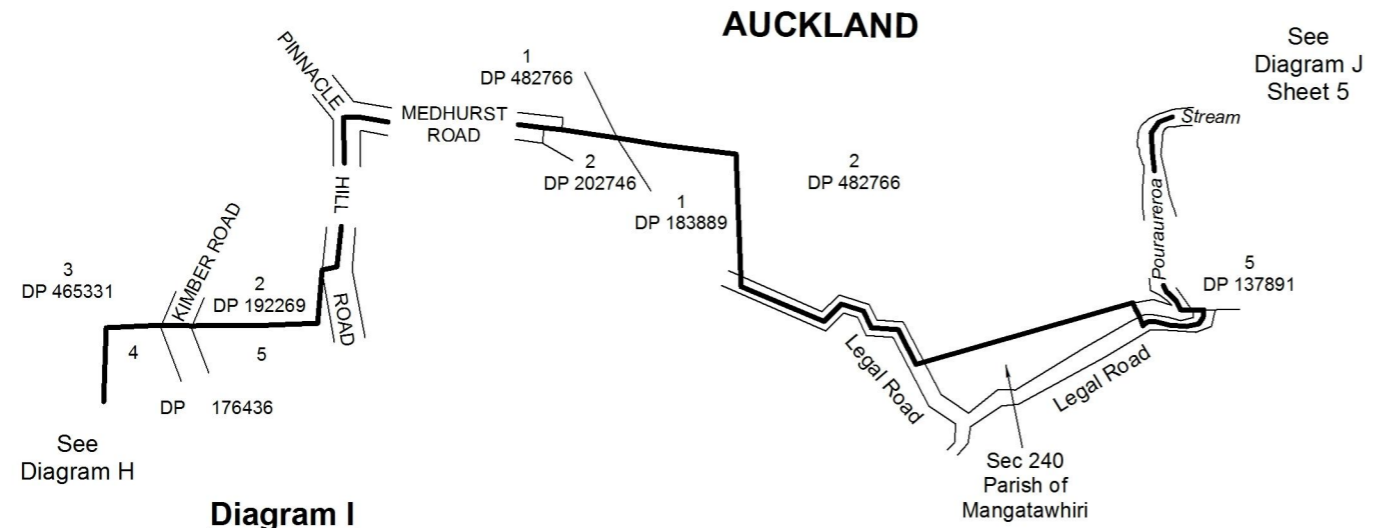 AUCKLAND
See
Diagram J
Sheet 5
PINNACLE
HILL
ROAD
MEDHURST
ROAD
1
DP 482766
2
DP 202746
1
DP 183889
2
DP 482766
Stream
Pouraureroa
5
DP 137891
3
DP 465331
KIMBER ROAD
2
DP 192269
4
5
DP 176436
See
Diagram H
Legal Road
Legal Road
Sec 240
Parish of
Mangatawhiri
Diagram I